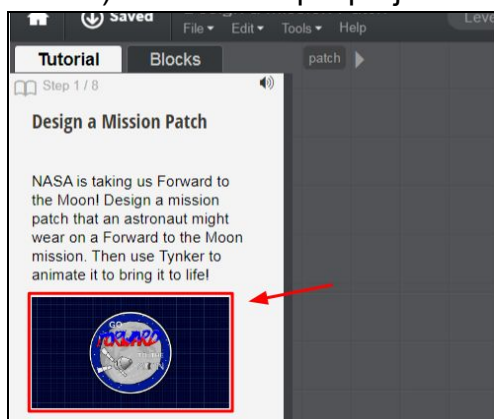 Saved
File Edit Tools Help
Tutorial Blocks patch
Step 1 / 8
Design a Mission Patch
NASA is taking us Forward to
the Moon! Design a mission
patch that an astronaut might
wear on a Forward to the Moon
mission. Then use Tynker to
animate it to bring it to life!
GO
FORWARD